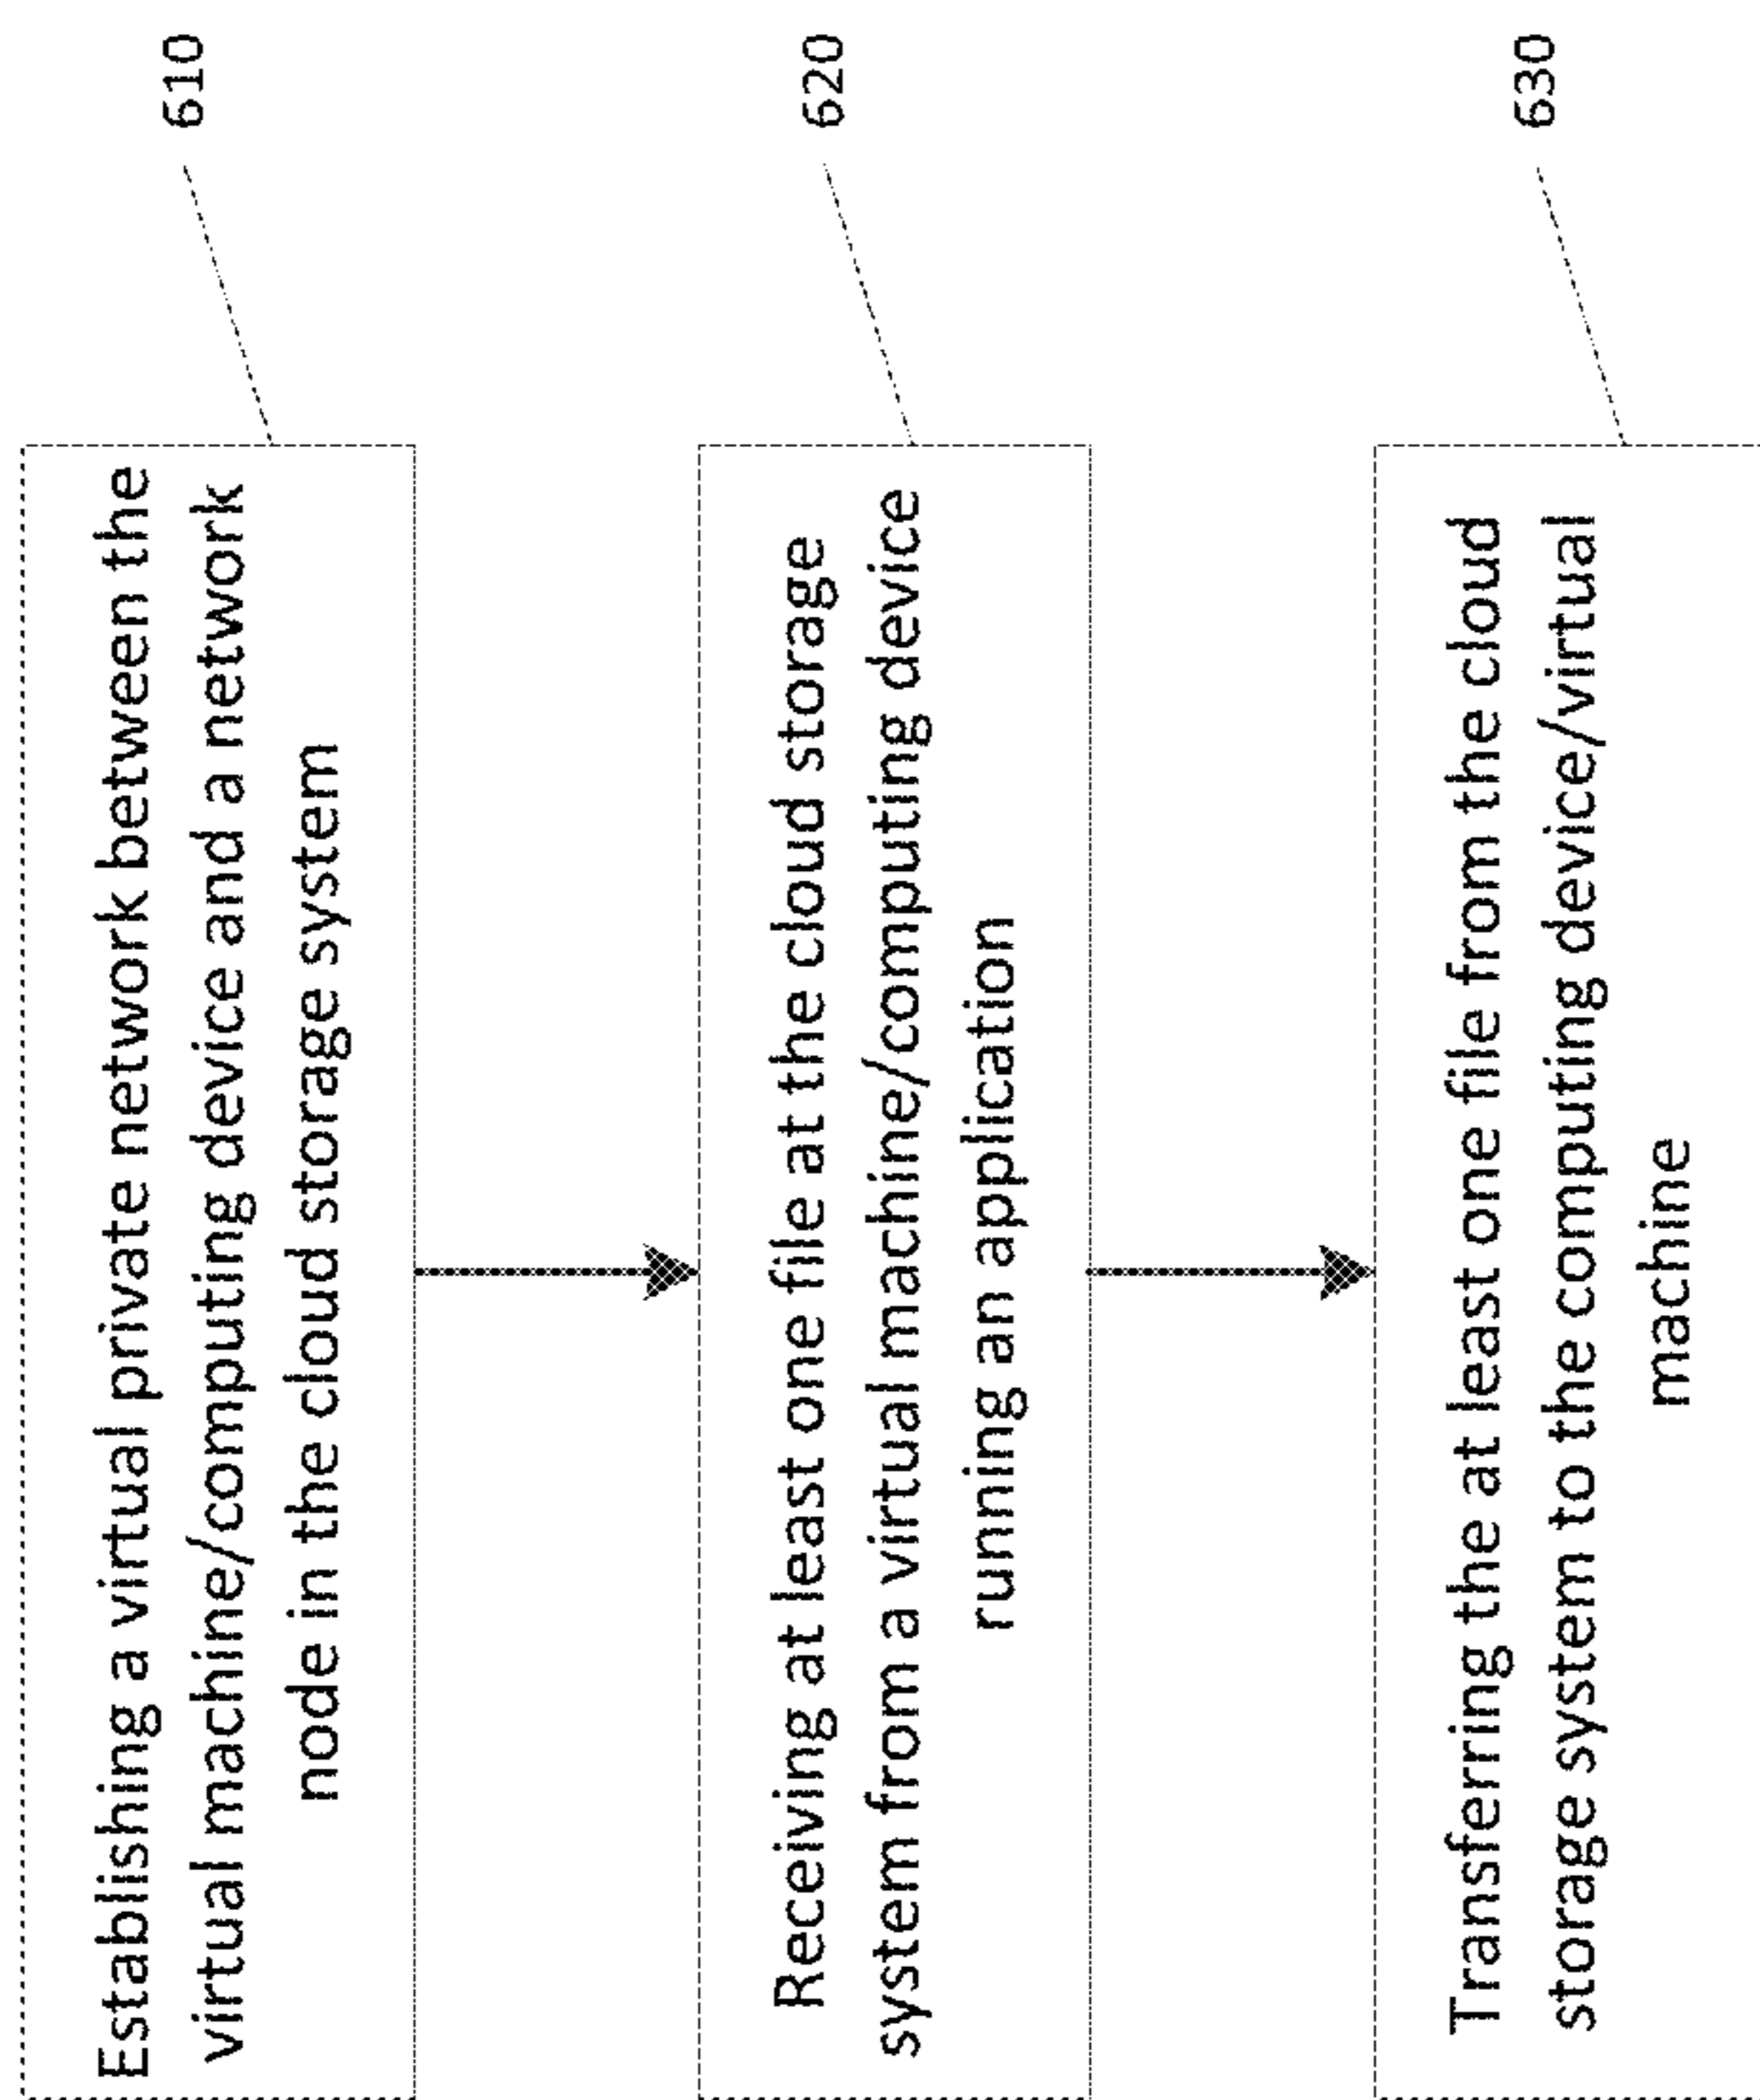 Establishing a virtual private network between the
virtual machine/computing device and a network
node in the cloud storage system
610
Receiving at least one file at the cloud storage
system from a virtual machine/computing device
running an application
620
Transferring the at least one file from the cloud
storage system to the computing device/virtual
machine
630